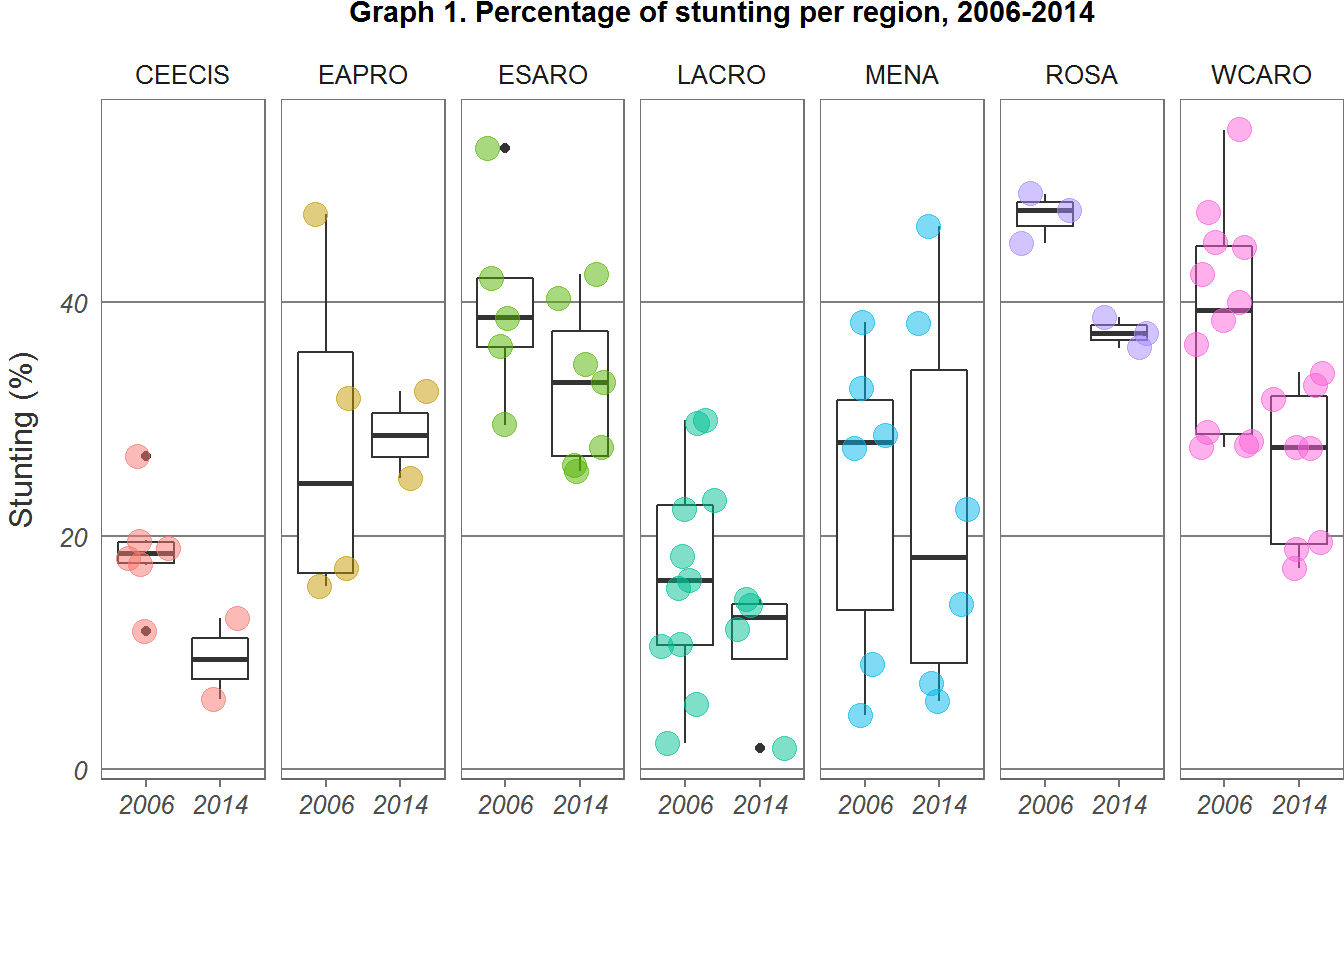 Graph 1. Percentage of stunting per region, 2006-2014
CEECIS EAPRO ESARO LACRO MENA ROSA WCARO
Stunting (%)
40
20
0
2006 2014 2006 2014 2006 2014 2006 2014 2006 2014 2006 2014 2006 2014